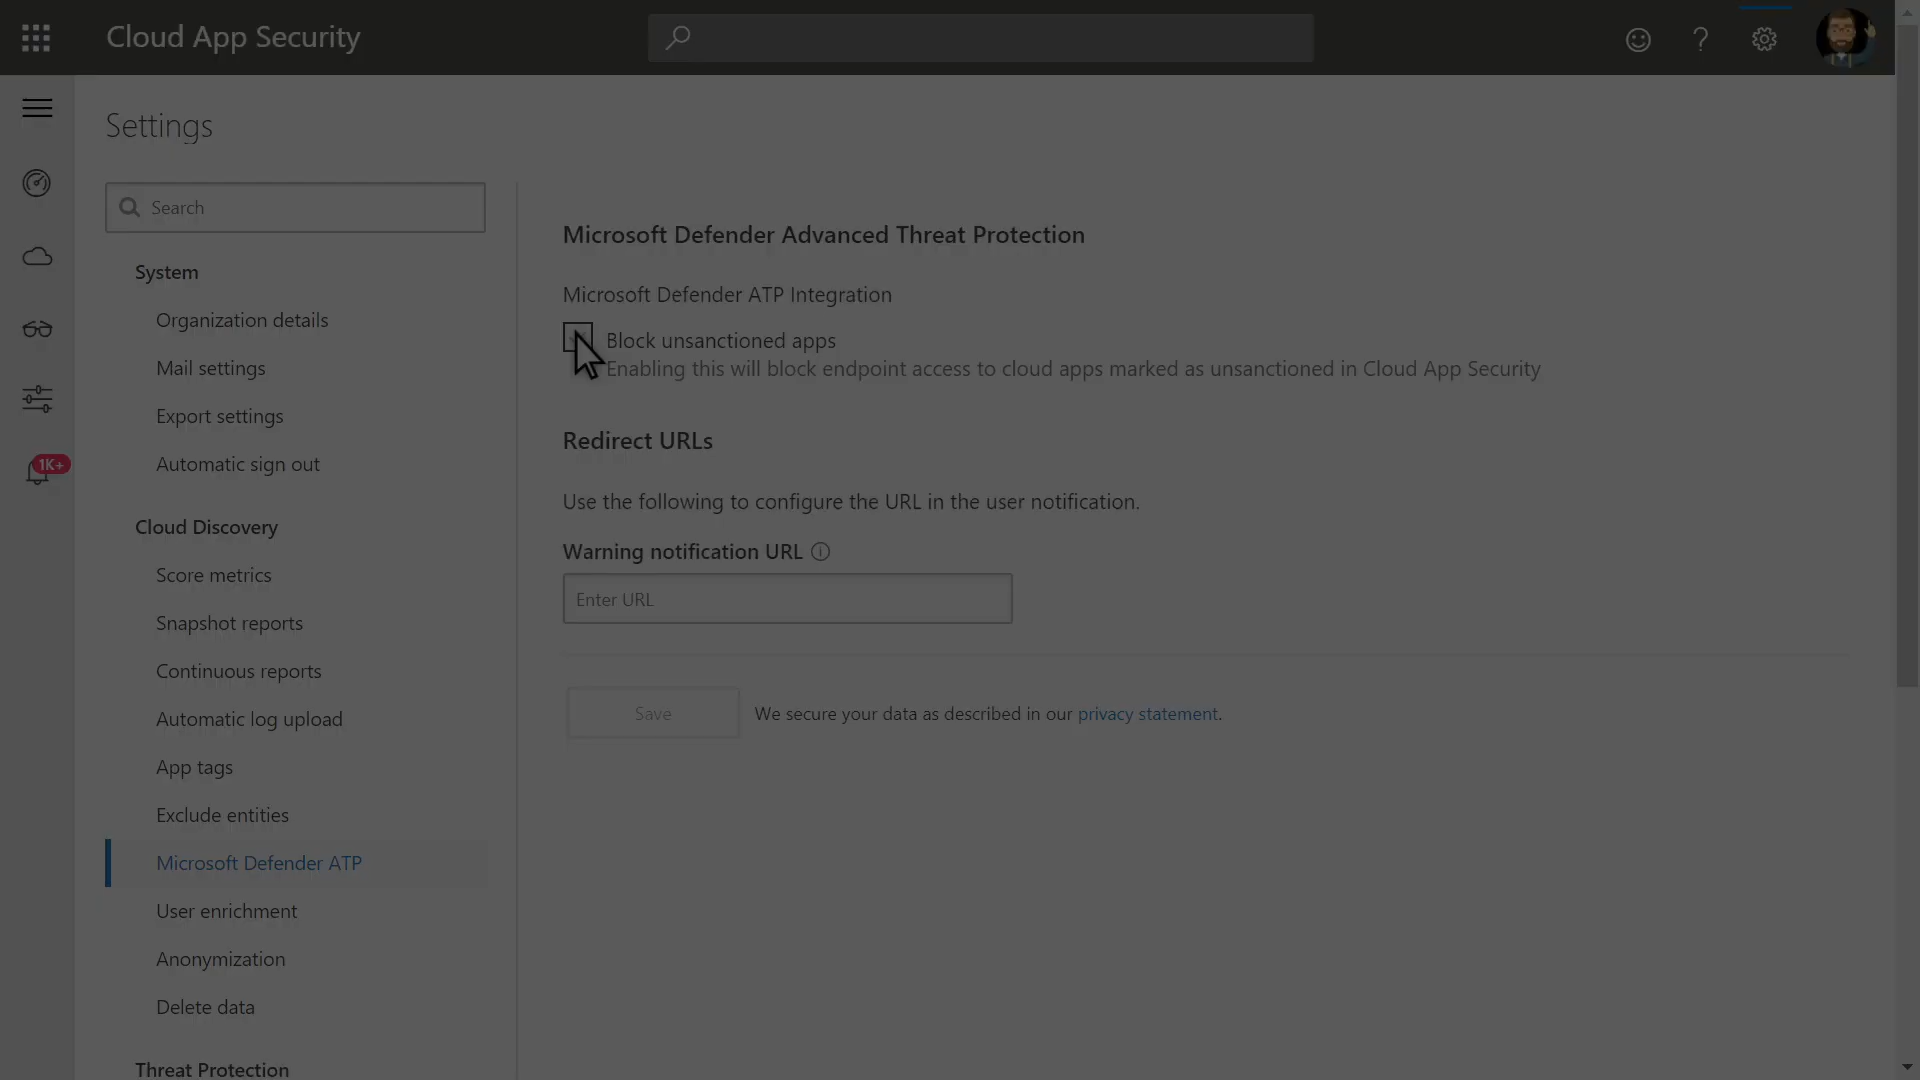 Cloud App Security
Settings
Search
System
Organization details
Mail settings
Export settings
Automatic sign out
1K+
Cloud Discovery
Score metrics
Snapshot reports
Continuous reports
Automatic log upload
App tags
Exclude entities
Microsoft Defender ATP
User enrichment
Anonymization
Delete data
Threat Protection
Microsoft Defender Advanced Threat Protection
Microsoft Defender ATP Integration
Block unsanctioned apps
Enabling this will block endpoint access to cloud apps marked as unsanctioned in Cloud App Security
Redirect URLs
Use the following to configure the URL in the user notification.
Warning notification URL
Enter URL
Save
We secure your data as described in our privacy statement.